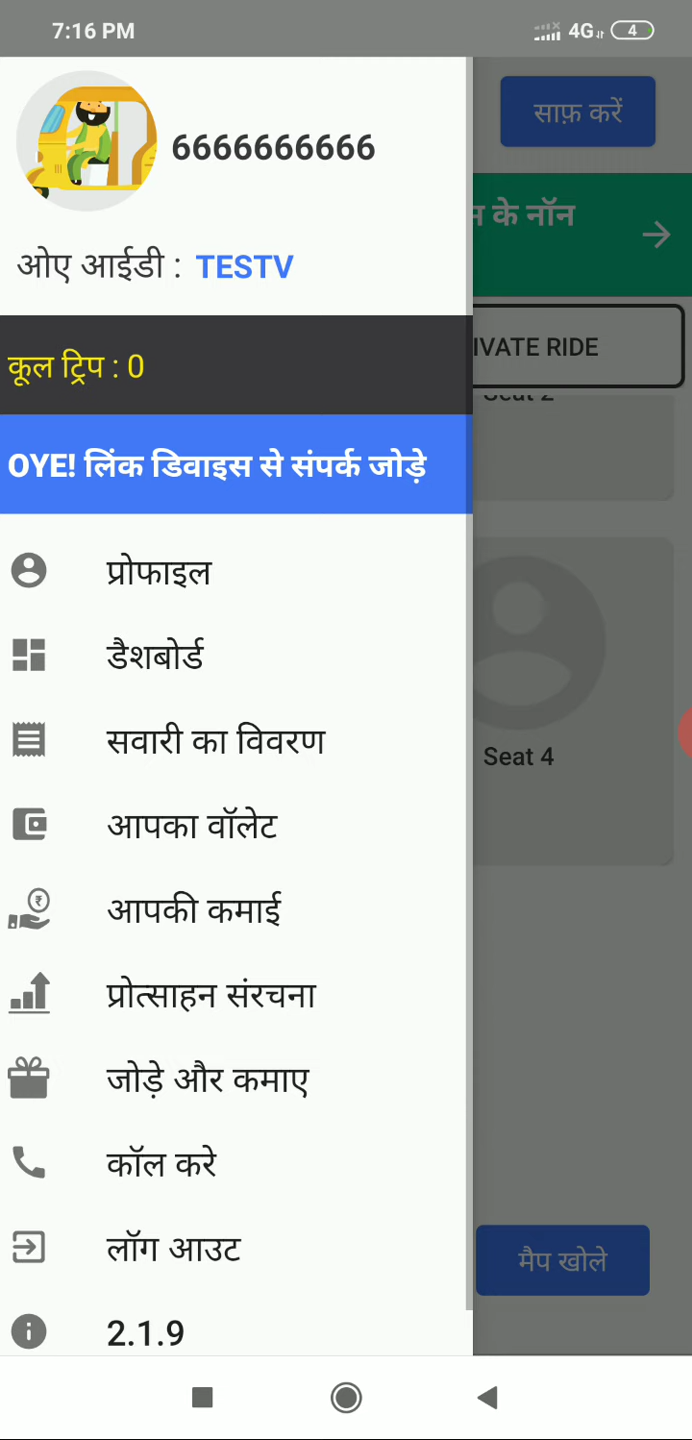 7:16 PM
4G
4
साफ़ करें
6666666666
के नॉन
ओए आईडी : TESTV
कूल ट्रिप : 0
IVATE RIDE
OYE! लिंक डिवाइस से संपर्क जोड़े
प्रोफाइल
डैशबोर्ड
सवारी का विवरण
Seat 4
आपका वॉलेट
आपकी कमाई
प्रोत्साहन संरचना
जोड़े और कमाए
कॉल करे
लॉग आउट
मैप खोले
2.1.9